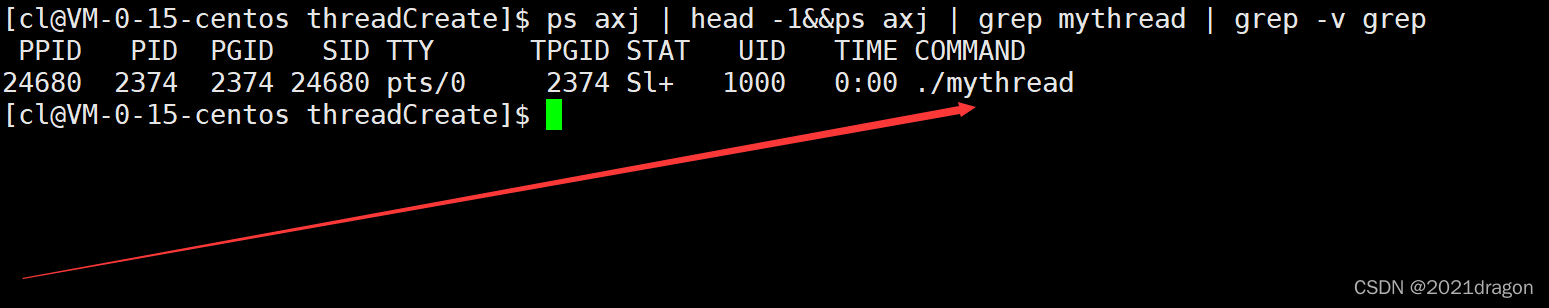 [cl@VM-0-15-centos threadCreate]$ ps axj | head -1&&ps axj | grep mythread | grep -v grep
 PPID   PID  PGID   SID TTY      TPGID STAT   UID   TIME COMMAND
24680  2374  2374 24680 pts/0     2374 Sl+   1000   0:00 ./mythread
[cl@VM-0-15-centos threadCreate]$
CSDN @2021dragon